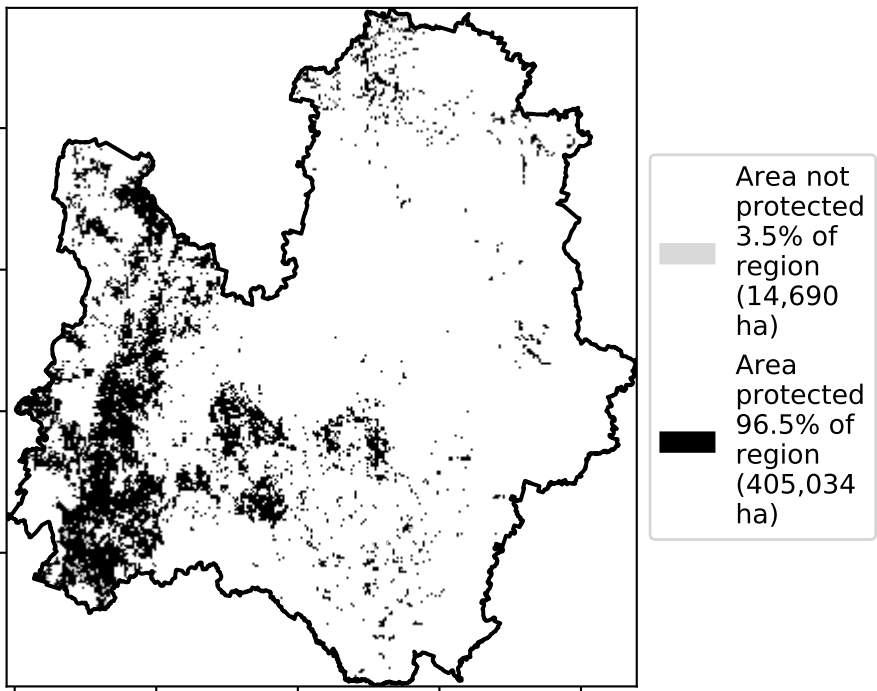 Area not
protected
3.5% of
region
(14,690
ha)
Area
protected
96.5% of
region
(405,034
ha)